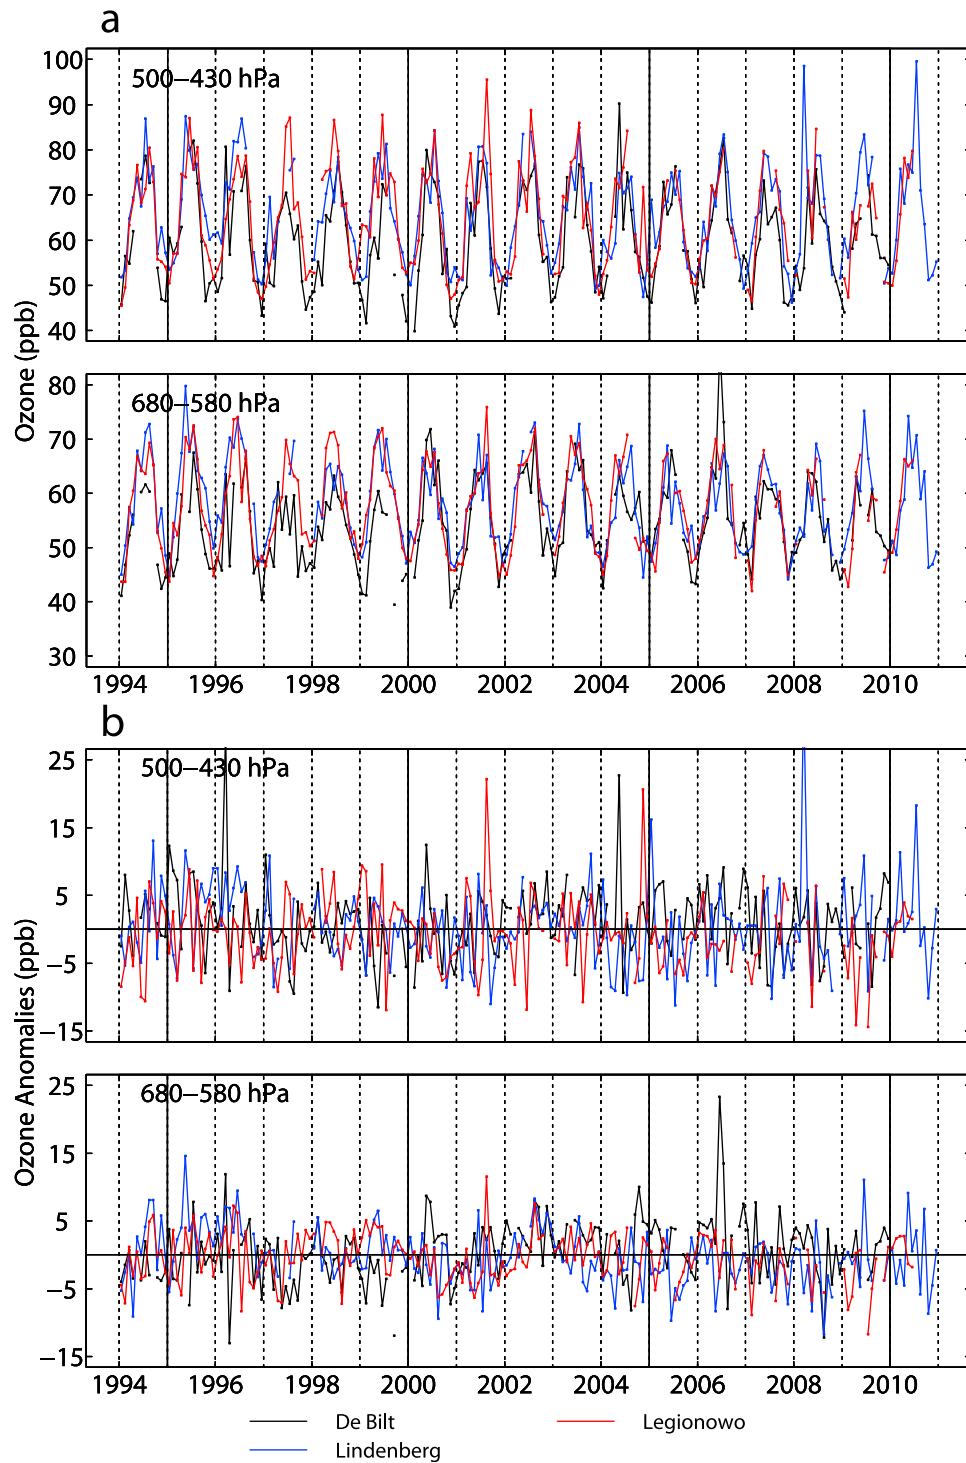 a
500–430 hPa
100
90
80
70
60
50
40
Ozone (ppb)
680–580 hPa
80
70
60
50
40
30
1994 1996 1998 2000 2002 2004 2006 2008 2010
b
500–430 hPa
25
15
5
−5
−15
Ozone Anomalies (ppb)
680–580 hPa
25
15
5
−5
−15
1994 1996 1998 2000 2002 2004 2006 2008 2010
De Bilt Legionowo
Lindenberg